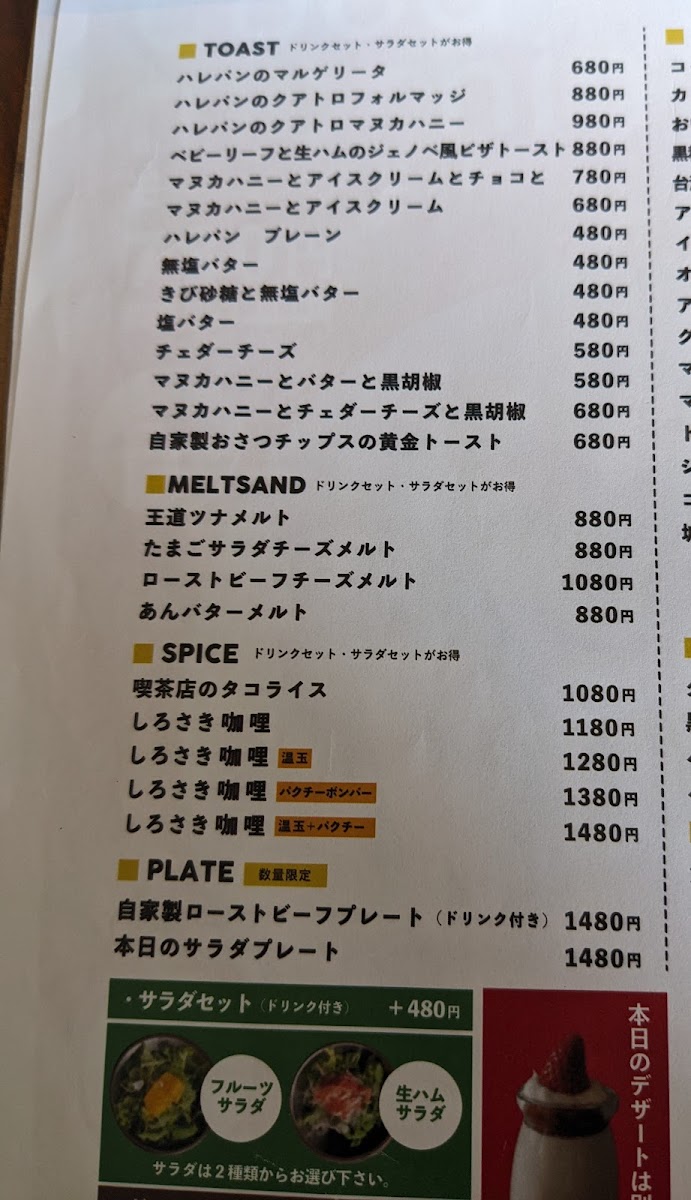 TOAST ドリンクセット・サラダセットがお得
ハレパンのマルゲリータ 680円
ハレパンのクアトロフォルマッジ 880円
ハレパンのクアトロマヌカハニー 980円
ベビーリーフと生ハムのジェノベ風ピザトースト 880円
マヌカハニーとアイスクリームとチョコと 780円
マヌカハニーとアイスクリーム 680円
ハレパン プレーン 480円
無塩バター 480円
きび砂糖と無塩バター 480円
塩バター 480円
チェダーチーズ 580円
マヌカハニーとバターと黒胡椒 580円
マヌカハニーとチェダーチーズと黒胡椒 680円
自家製おさつチップスの黄金トースト 680円
MELTSAND ドリンクセット・サラダセットがお得
王道ツナメルト 880円
たまごサラダチーズメルト 880円
ローストビーフチーズメルト 1080円
あんバターメルト 880円
SPICE ドリンクセット・サラダセットがお得
喫茶店のタコライス 1080円
しろさき咖哩 1180円
しろさき咖哩 温玉 1280円
しろさき咖哩 パクチーボンバー 1380円
しろさき咖哩 温玉+パクチー 1480円
PLATE 数量限定
自家製ローストビーフプレート(ドリンク付き) 1480円
本日のサラダプレート 1480円
・サラダセット(ドリンク付き) +480円
フルーツ
サラダ
生ハム
サラダ
サラダは2種類からお選び下さい。
本日のデザートは